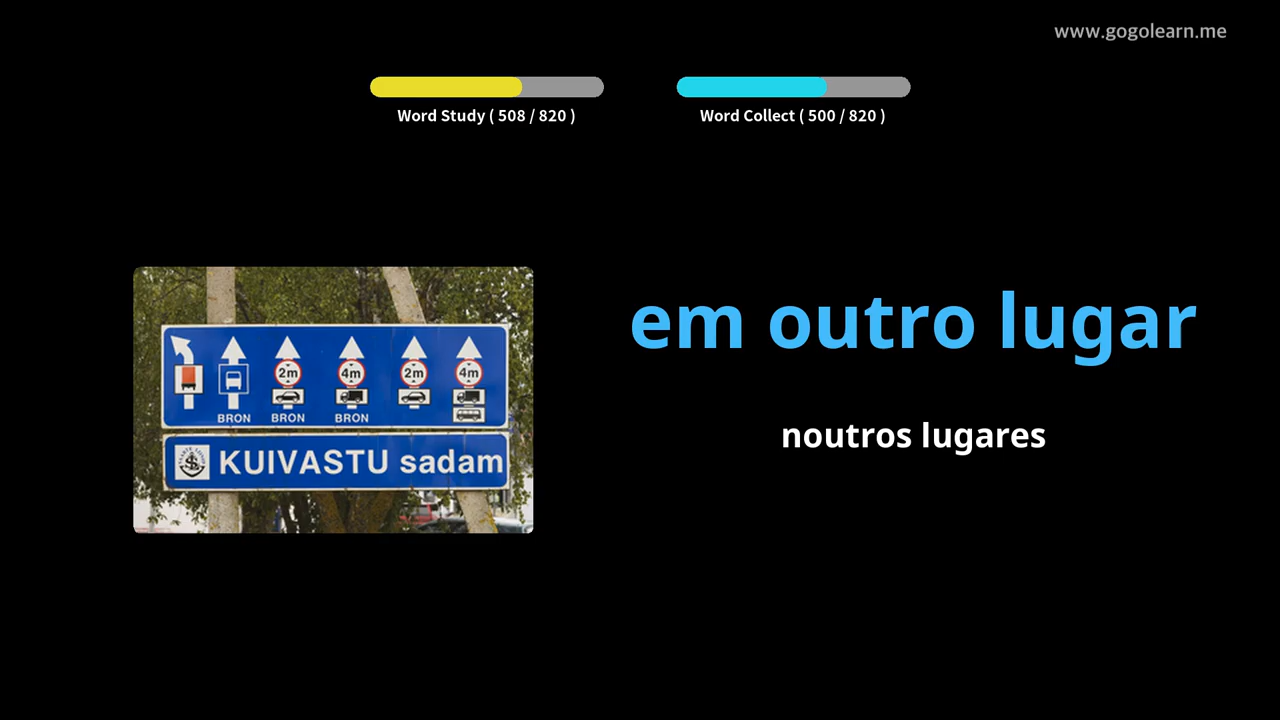 www.gogolearn.me
Word Study ( 508 / 820 )
Word Collect ( 500 / 820 )
2m
4m
2m
4m
BRON
BRON
BRON
KUIVASTU sadam
em outro lugar
noutros lugares